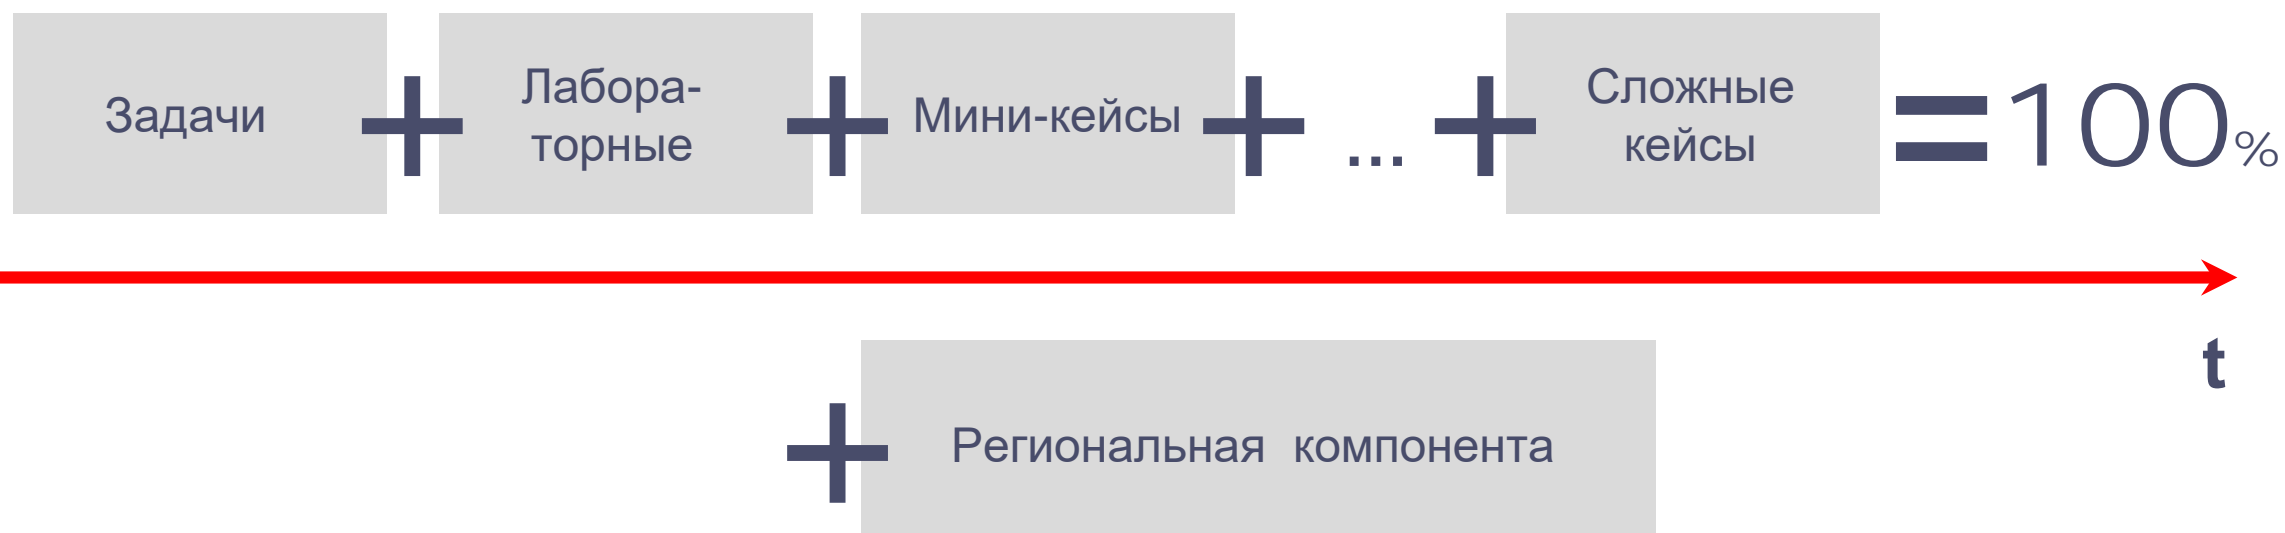 Задачи + Лабора- + Мини-кейсы + ... + Сложные = 100%
торные
кейсы
t
+ Региональная компонента